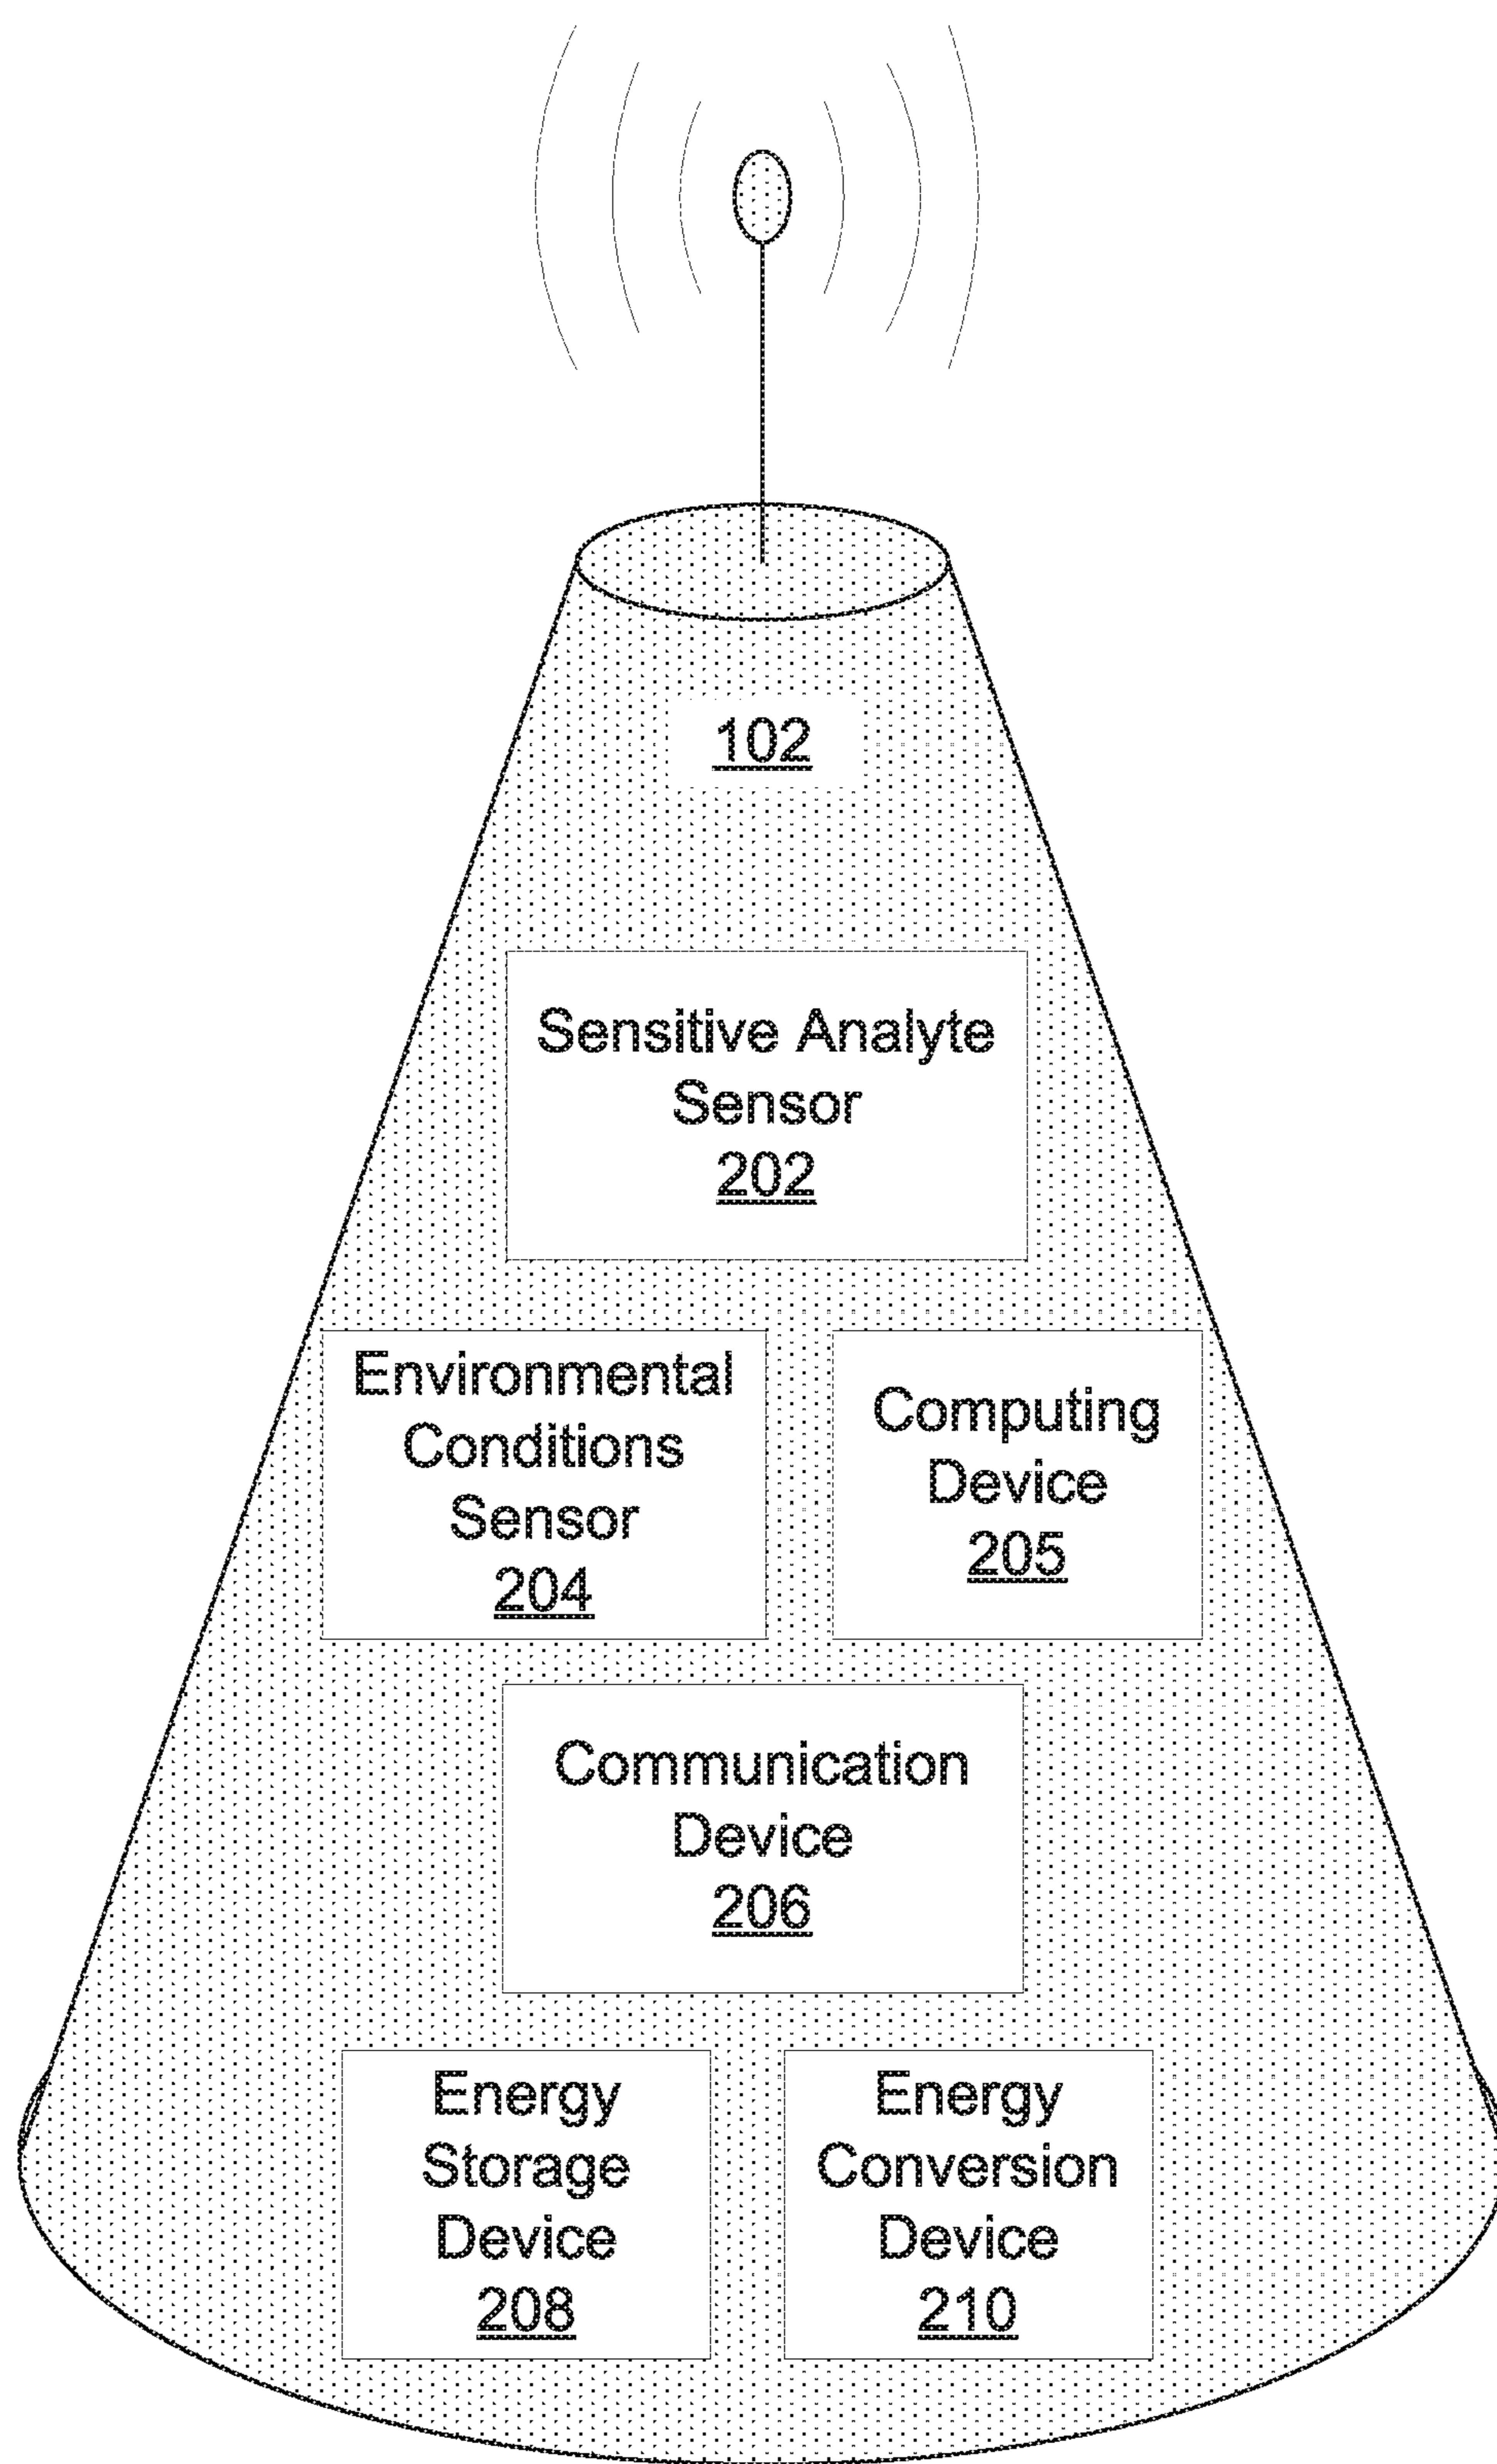 102
Sensitive Analyte
Sensor
202
Environmental
Conditions
Sensor
204
Computing
Device
205
Communication
Device
206
Energy
Storage
Device
208
Energy
Conversion
Device
210